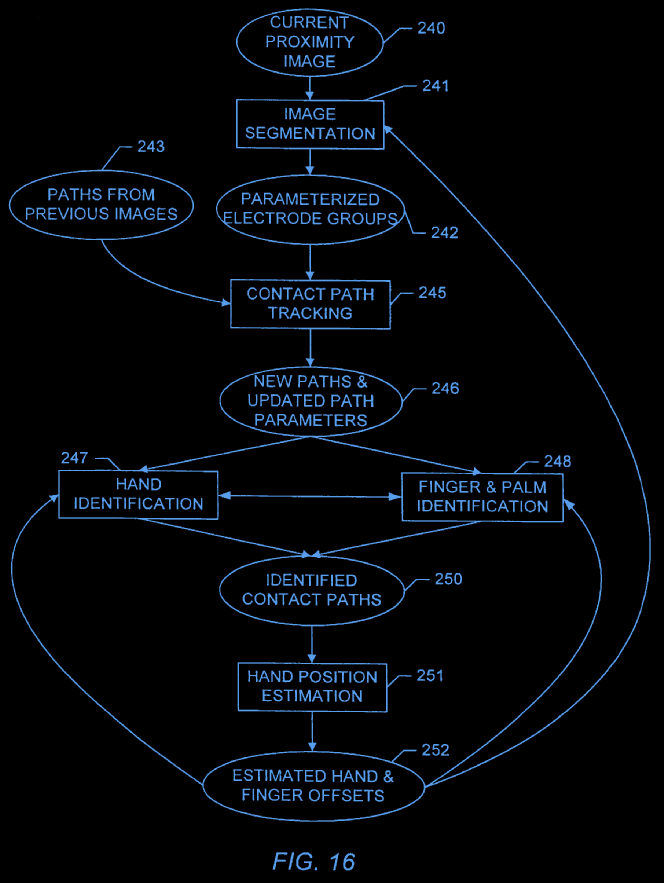 CURRENT
PROXIMITY
IMAGE
240
241
IMAGE
SEGMENTATION
243
PATHS FROM
PREVIOUS IMAGES
PARAMETERIZED
ELECTRODE GROUPS
242
CONTACT PATH
TRACKING
245
NEW PATHS &
UPDATED PATH
PARAMETERS
246
247
HAND
IDENTIFICATION
248
FINGER & PALM
IDENTIFICATION
IDENTIFIED
CONTACT PATHS
250
HAND POSITION
ESTIMATION
251
252
ESTIMATED HAND &
FINGER OFFSETS
FIG. 16